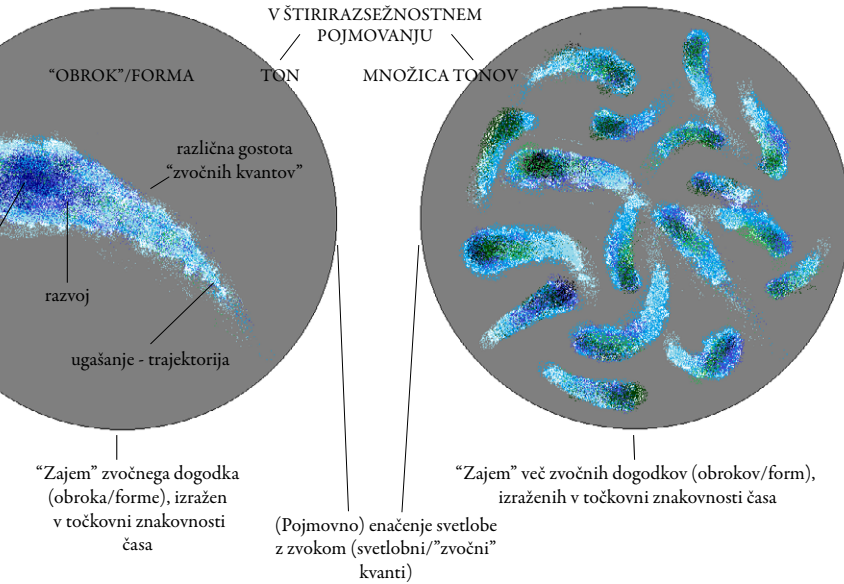 V ŠTIRIRAZSEŽNOSTNEM
POJMOVANJU
“OBROK”/FORMA
TON
MNOŽICA TONOV
različna gostota
“zvočnih kvantov”
razvoj
ugašanje - trajektorija
“Zajem” zvočnega dogodka
(obroka/forme), izražen
v točkovni znakovnosti
časa
“Zajem” več zvočnih dogodkov (obrokov/form),
izraženih v točkovni znakovnosti časa
(Pojmovno) enačenje svetlobe
z zvokom (svetlobni/”zvočni”
kvanti)